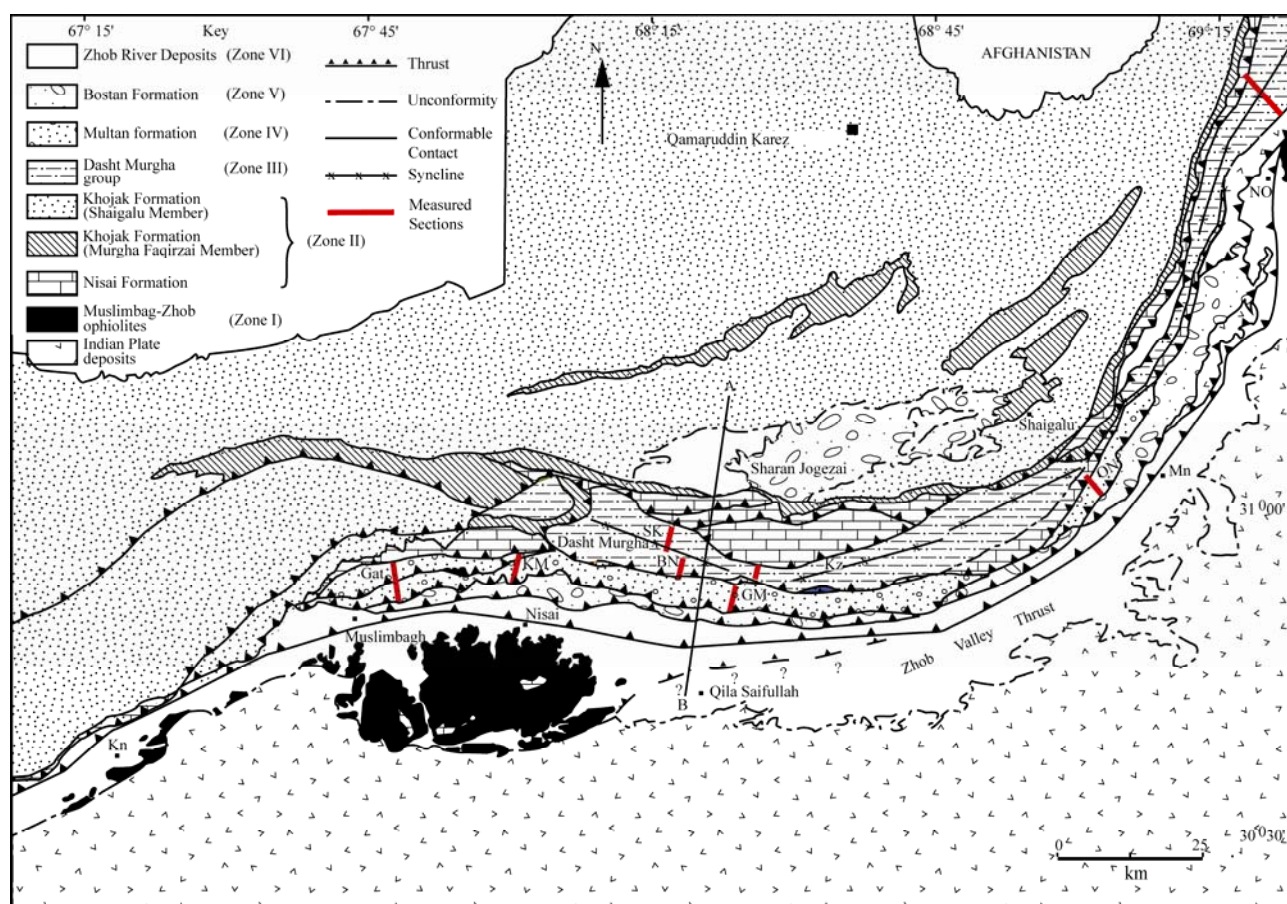 67° 15'
Key
67° 45'
68° 15'
68° 45'
69° 15'
Zhob River Deposits (Zone VI)
Bostan Formation (Zone V)
Multan formation (Zone IV)
Dasht Murgha
group
(Zone III)
Khojak Formation
(Shaigalu Member)
Khojak Formation
(Murgha Faqirzai Member)
(Zone II)
Nisai Formation
Muslimbag-Zhob
ophiolites
(Zone I)
Indian Plate
deposits
Thrust
Unconformity
Conformable
Contact
Syncline
Measured
Sections
N
AFGHANISTAN
Qamaruddin Karez
NO
A
Shaigalu
Sharan Jogezai
ON
Mn
31°00'
SK
Dasht Murgha
BN
Kz
KM
Gat
GM
Nisai
Muslimbagh
Zhob Valley Thrust
? ? ?
?
Qila Saifullah
B
Kn
30°30'
0 25
km